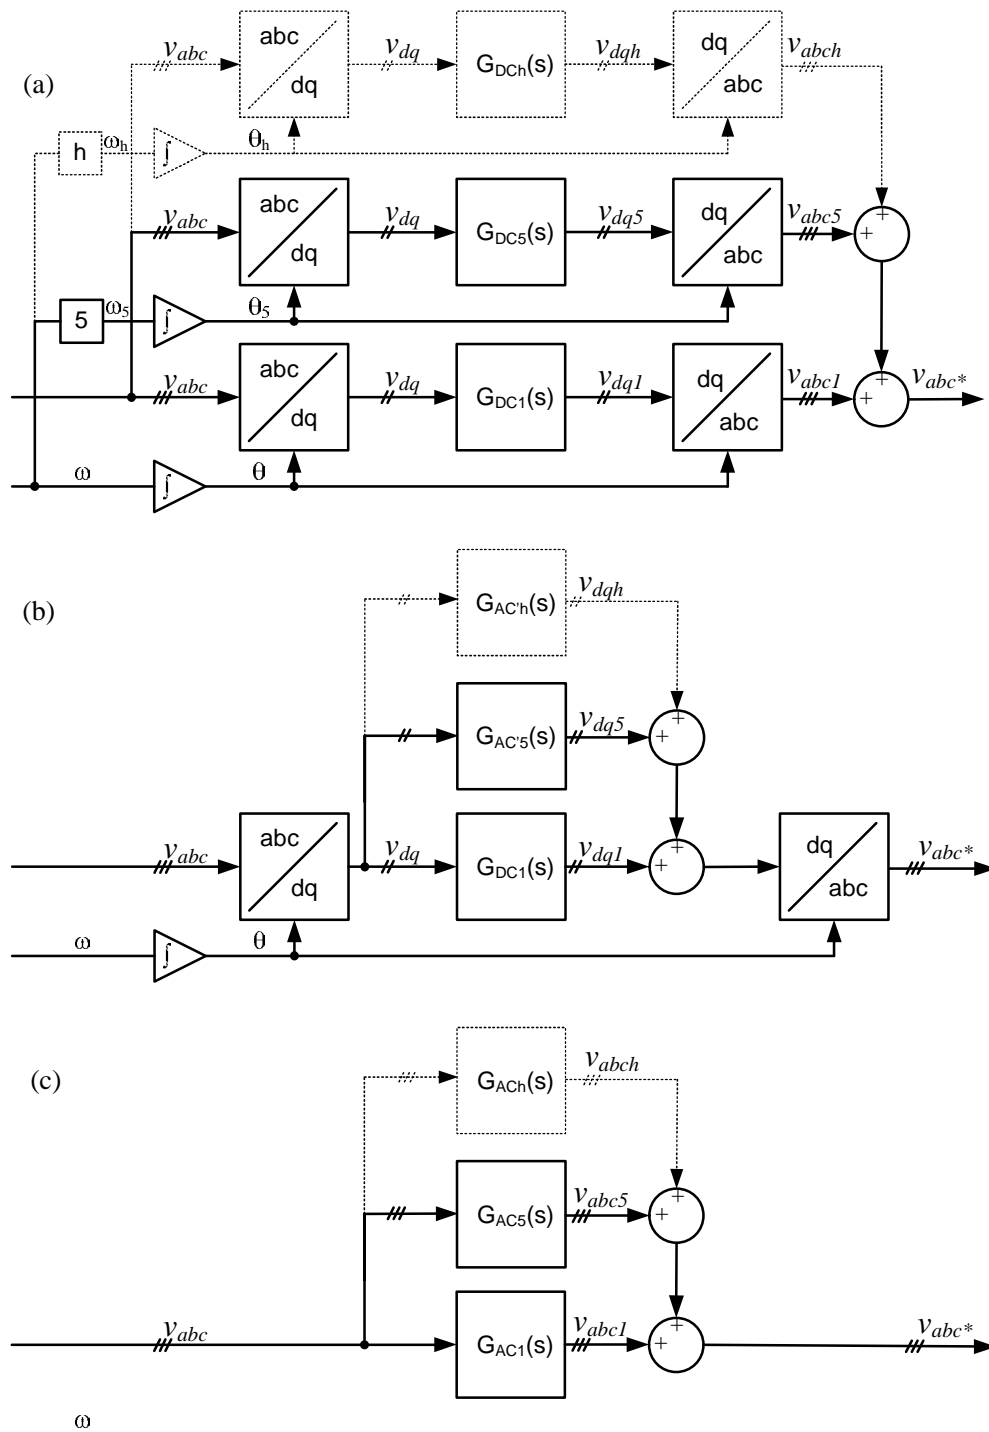 (a)
v_abc
abc
dq
v_dq
G_DCh(s)
v_dqh
dq
abc
v_abch
h
ω_h
∫
θ_h
+
+
v_abc
abc
dq
v_dq
G_DC5(s)
v_dq5
dq
abc
v_abc5
5
ω_5
∫
θ_5
+
+
v_abc
abc
dq
v_dq
G_DC1(s)
v_dq1
dq
abc
v_abc1
v_abc*
ω
∫
θ
(b)
G_AC'h(s)
v_dqh
+
+
G_AC'5(s)
v_dq5
+
+
v_abc
abc
dq
v_dq
G_DC1(s)
v_dq1
dq
abc
v_abc*
ω
∫
θ
(c)
G_ACh(s)
v_abch
+
+
G_AC5(s)
v_abc5
+
+
v_abc
G_AC1(s)
v_abc1
v_abc*
ω